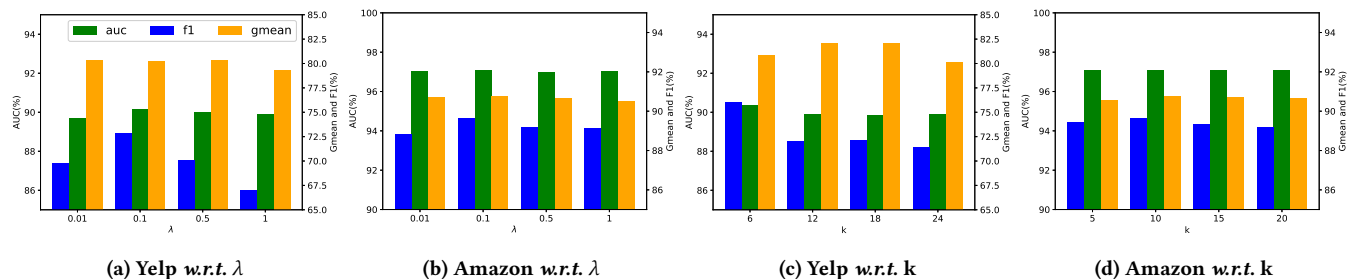 auc f1 gmean
AUC(%)
94
92
90
88
86
Gmean and F1(%)
85.0
82.5
80.0
77.5
75.0
72.5
70.0
67.5
65.0
0.01 0.1 0.5 1
λ
(a) Yelp w.r.t. λ
AUC(%)
100
98
96
94
92
90
Gmean and F1(%)
94
92
90
88
86
0.01 0.1 0.5 1
λ
(b) Amazon w.r.t. λ
AUC(%)
94
92
90
88
86
Gmean and F1(%)
85.0
82.5
80.0
77.5
75.0
72.5
70.0
67.5
65.0
6 12 18 24
k
(c) Yelp w.r.t. k
AUC(%)
100
98
96
94
92
90
Gmean and F1(%)
94
92
90
88
86
5 10 15 20
k
(d) Amazon w.r.t. k